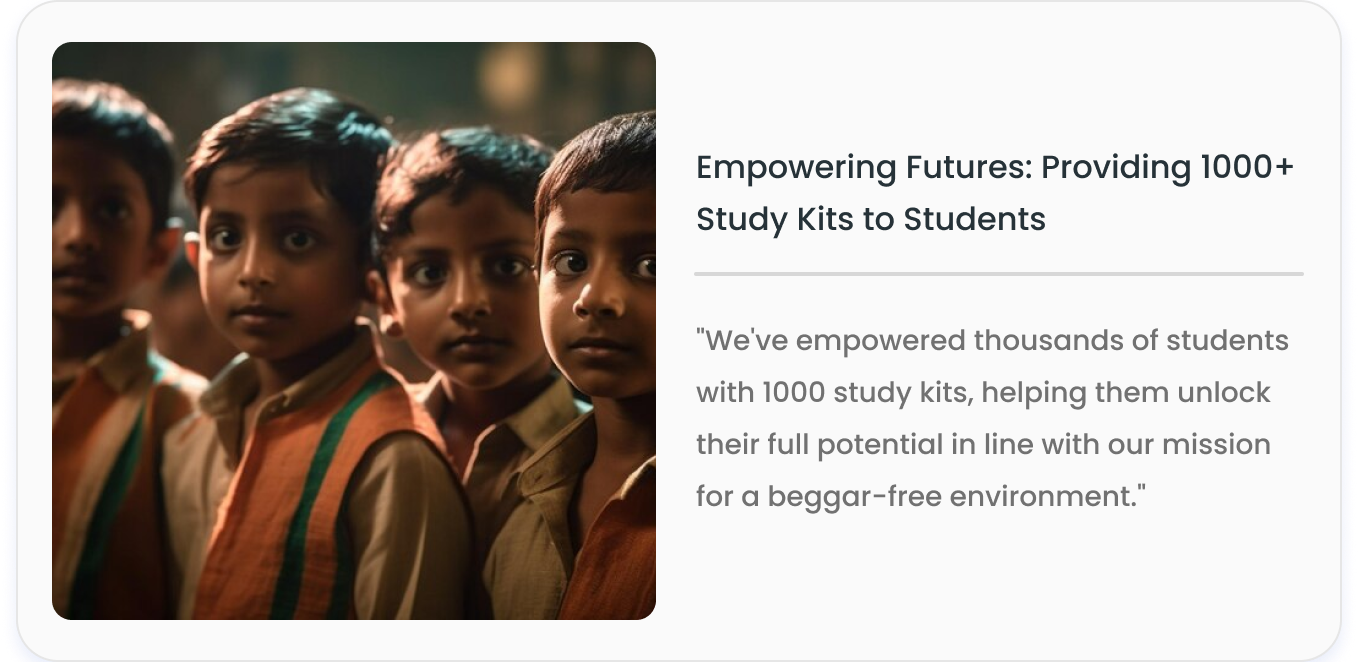 Empowering Futures: Providing 1000+
Study Kits to Students
"We've empowered thousands of students
with 1000 study kits, helping them unlock
their full potential in line with our mission
for a beggar-free environment."